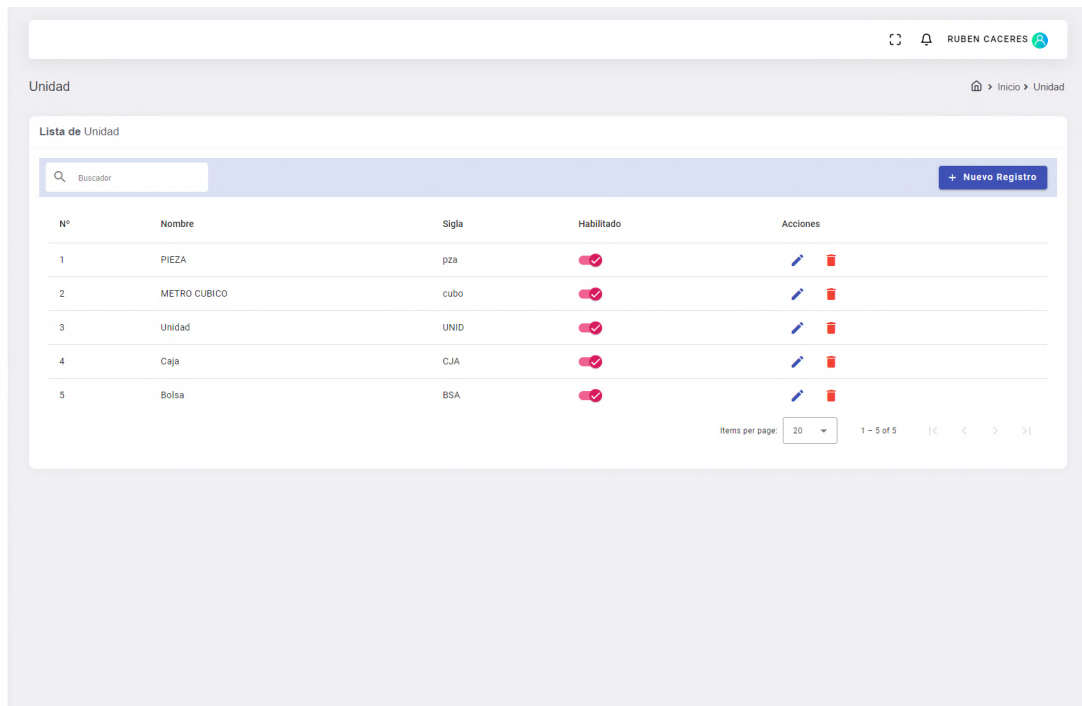 RUBEN CACERES
Unidad
Inicio Unidad
Lista de Unidad
Buscador
+ Nuevo Registro
Nº Nombre Sigla Habilitado Acciones
1 PIEZA pza
2 METRO CUBICO cubo
3 Unidad UNID
4 Caja CJA
5 Bolsa BSA
Items per page: 20 1 – 5 of 5